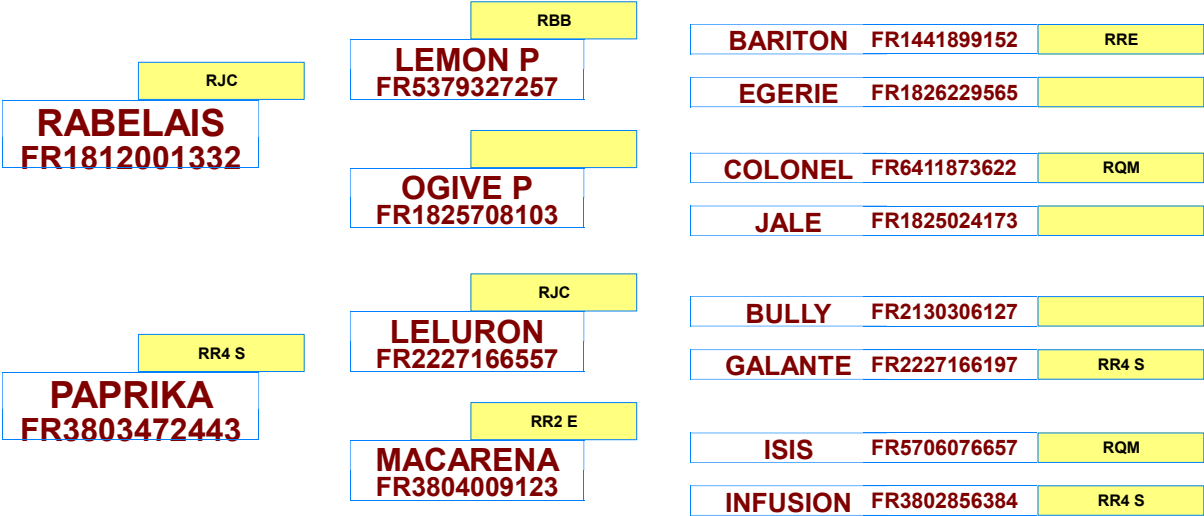 RJC
RABELAIS
FR1812001332
RR4 S
PAPRIKA
FR3803472443
RBB
LEMON P
FR5379327257
OGIVE P
FR1825708103
RJC
LELURON
FR2227166557
RR2 E
MACARENA
FR3804009123
BARITON FR1441899152 RRE
EGERIE FR1826229565
COLONEL FR6411873622 RQM
JALE FR1825024173
BULLY FR2130306127
GALANTE FR2227166197 RR4 S
ISIS FR5706076657 RQM
INFUSION FR3802856384 RR4 S